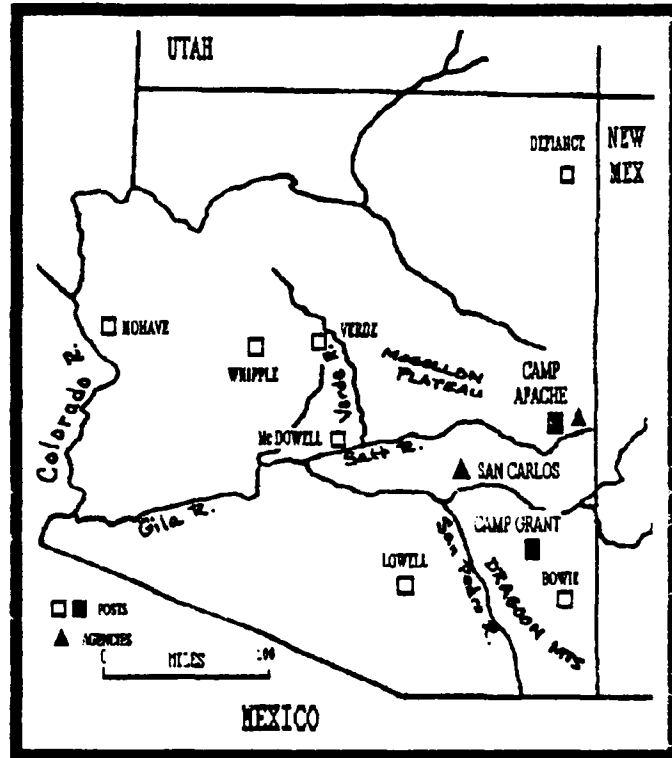 UTAH
DEFIANCE
NEW
MEX
MOHAVE
VERDE
WHIPPLE
Colorado R.
Verde R.
MOGOLLON
PLATEAU
CAMP
APACHE
McDOWELL
Salt R.
SAN CARLOS
Gila R.
CAMP GRANT
LOWELL
San Pedro R.
DRAGOON MTS
BOWIE
POSTS
AGENCIES
0 MILES 100
MEXICO